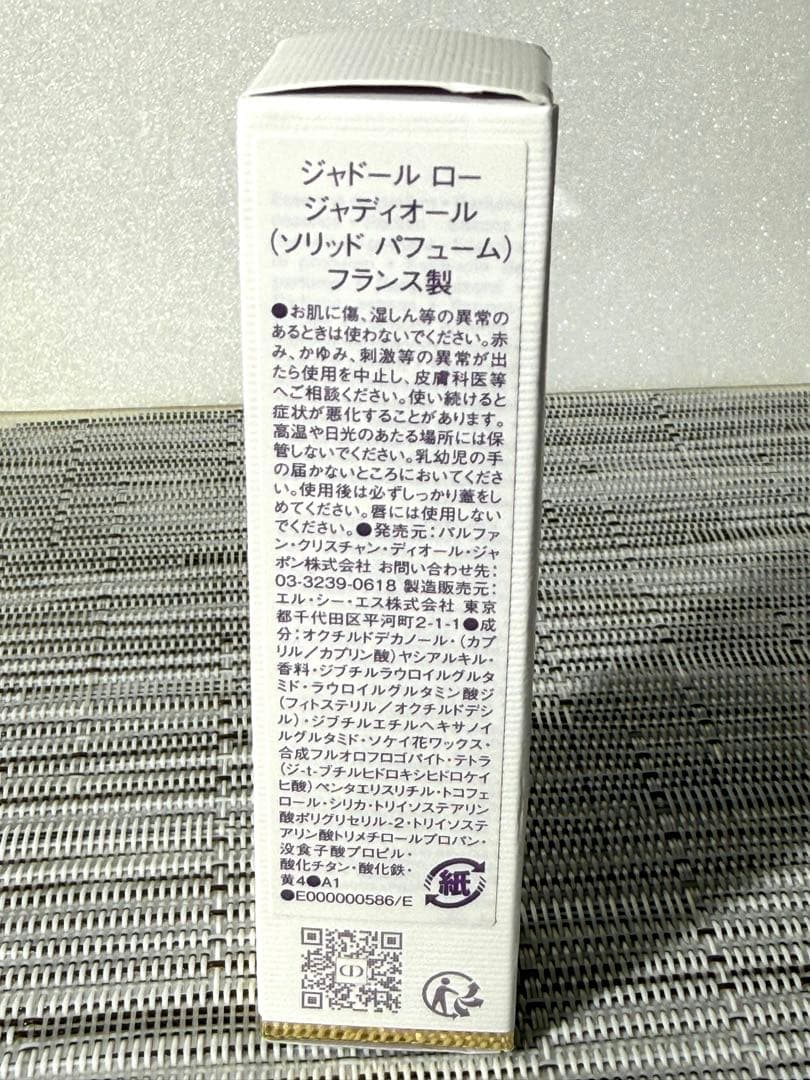 ジャドール ロー
ジャディオール
（ソリッド パフューム）
フランス製
●お肌に傷、湿しん等の異常の
あるときは使わないでください。赤
み、かゆみ、刺激等の異常が出
たら使用を中止し、皮膚科医等
へご相談ください。使い続けると
症状が悪化することがあります。
高温や日光のあたる場所には保
管しないでください。乳幼児の手
の届かないところにおいてくださ
い。使用後は必ずしっかり蓋をし
めてください。唇には使用しない
でください。●発売元：パルファ
ン・クリスチャン・ディオール・ジャ
ポン株式会社 お問い合わせ先：
03-3239-0618 製造販売元：
エル・シー・エス株式会社 東京
都千代田区平河町2-1-1●成
分：オクチルドデカノール・（カプ
リル／カプリン酸）ヤシアルキル・
香料・ジブチルラウロイルグルタ
ミド・ラウロイルグルタミン酸ジ
（フィトステリル／オクチルドデシ
ル）・ジブチルエチルヘキサノイ
ルグルタミド・ソケイ花ワックス・
合成フルオロフロゴパイト・テトラ
（ジ-t-ブチルヒドロキシヒドロケイ
ヒ酸）ペンタエリスリチル・トコフェ
ロール・シリカ・トリイソステアリン
酸ポリグリセリル-2・トリイソステ
アリン酸トリメチロールプロパン・
没食子酸プロピル・
酸化チタン・酸化鉄・
黄4●A1
●E000000586/E
紙
CD